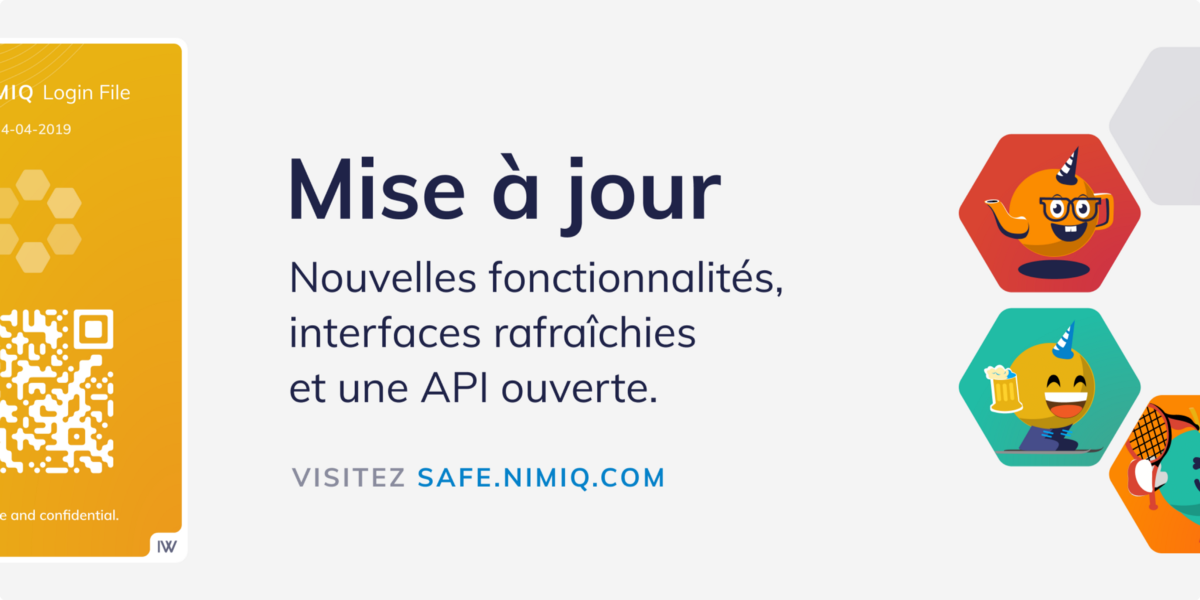 MIQ Login File
4-04-2019
Mise à jour
Nouvelles fonctionnalités,
interfaces rafraîchies
et une API ouverte.
VISITEZ SAFE.NIMIQ.COM
e and confidential.